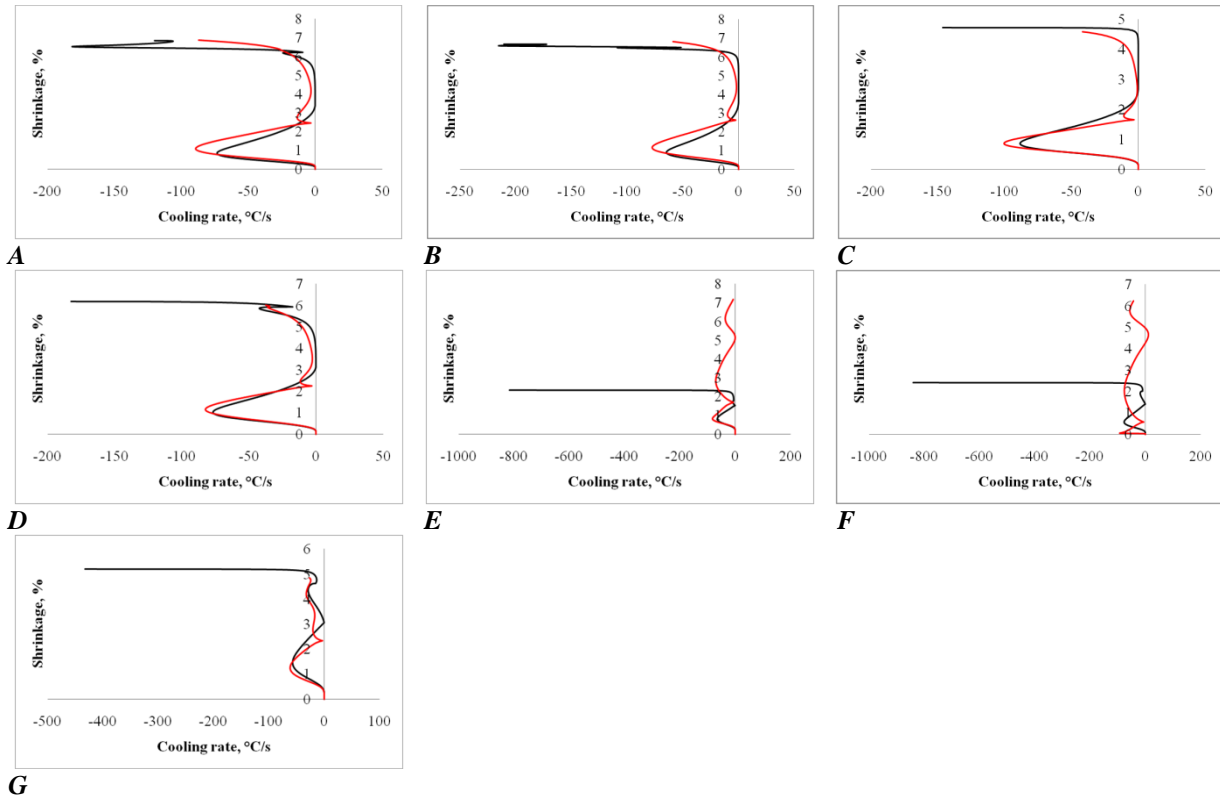 8
7
6
5
4
3
2
1
0
Shrinkage, %
-200 -150 -100 -50 0 50
Cooling rate, °C/s
A
8
7
6
5
4
3
2
1
0
Shrinkage, %
-250 -200 -150 -100 -50 0 50
Cooling rate, °C/s
B
5
4
3
2
1
0
Shrinkage, %
-150 -100 -50 0 50
Cooling rate, °C/s
C
7
6
5
4
3
2
1
0
Shrinkage, %
-200 -150 -100 -50 0 50
Cooling rate, °C/s
D
8
7
6
5
4
3
2
1
0
Shrinkage, %
-1000 -800 -600 -400 -200 0 200
Cooling rate, °C/s
E
7
6
5
4
3
2
1
0
Shrinkage, %
-1000 -800 -600 -400 -200 0 200
Cooling rate, °C/s
F
6
5
4
3
2
1
0
Shrinkage, %
-500 -400 -300 -200 -100 0 100
Cooling rate, °C/s
G